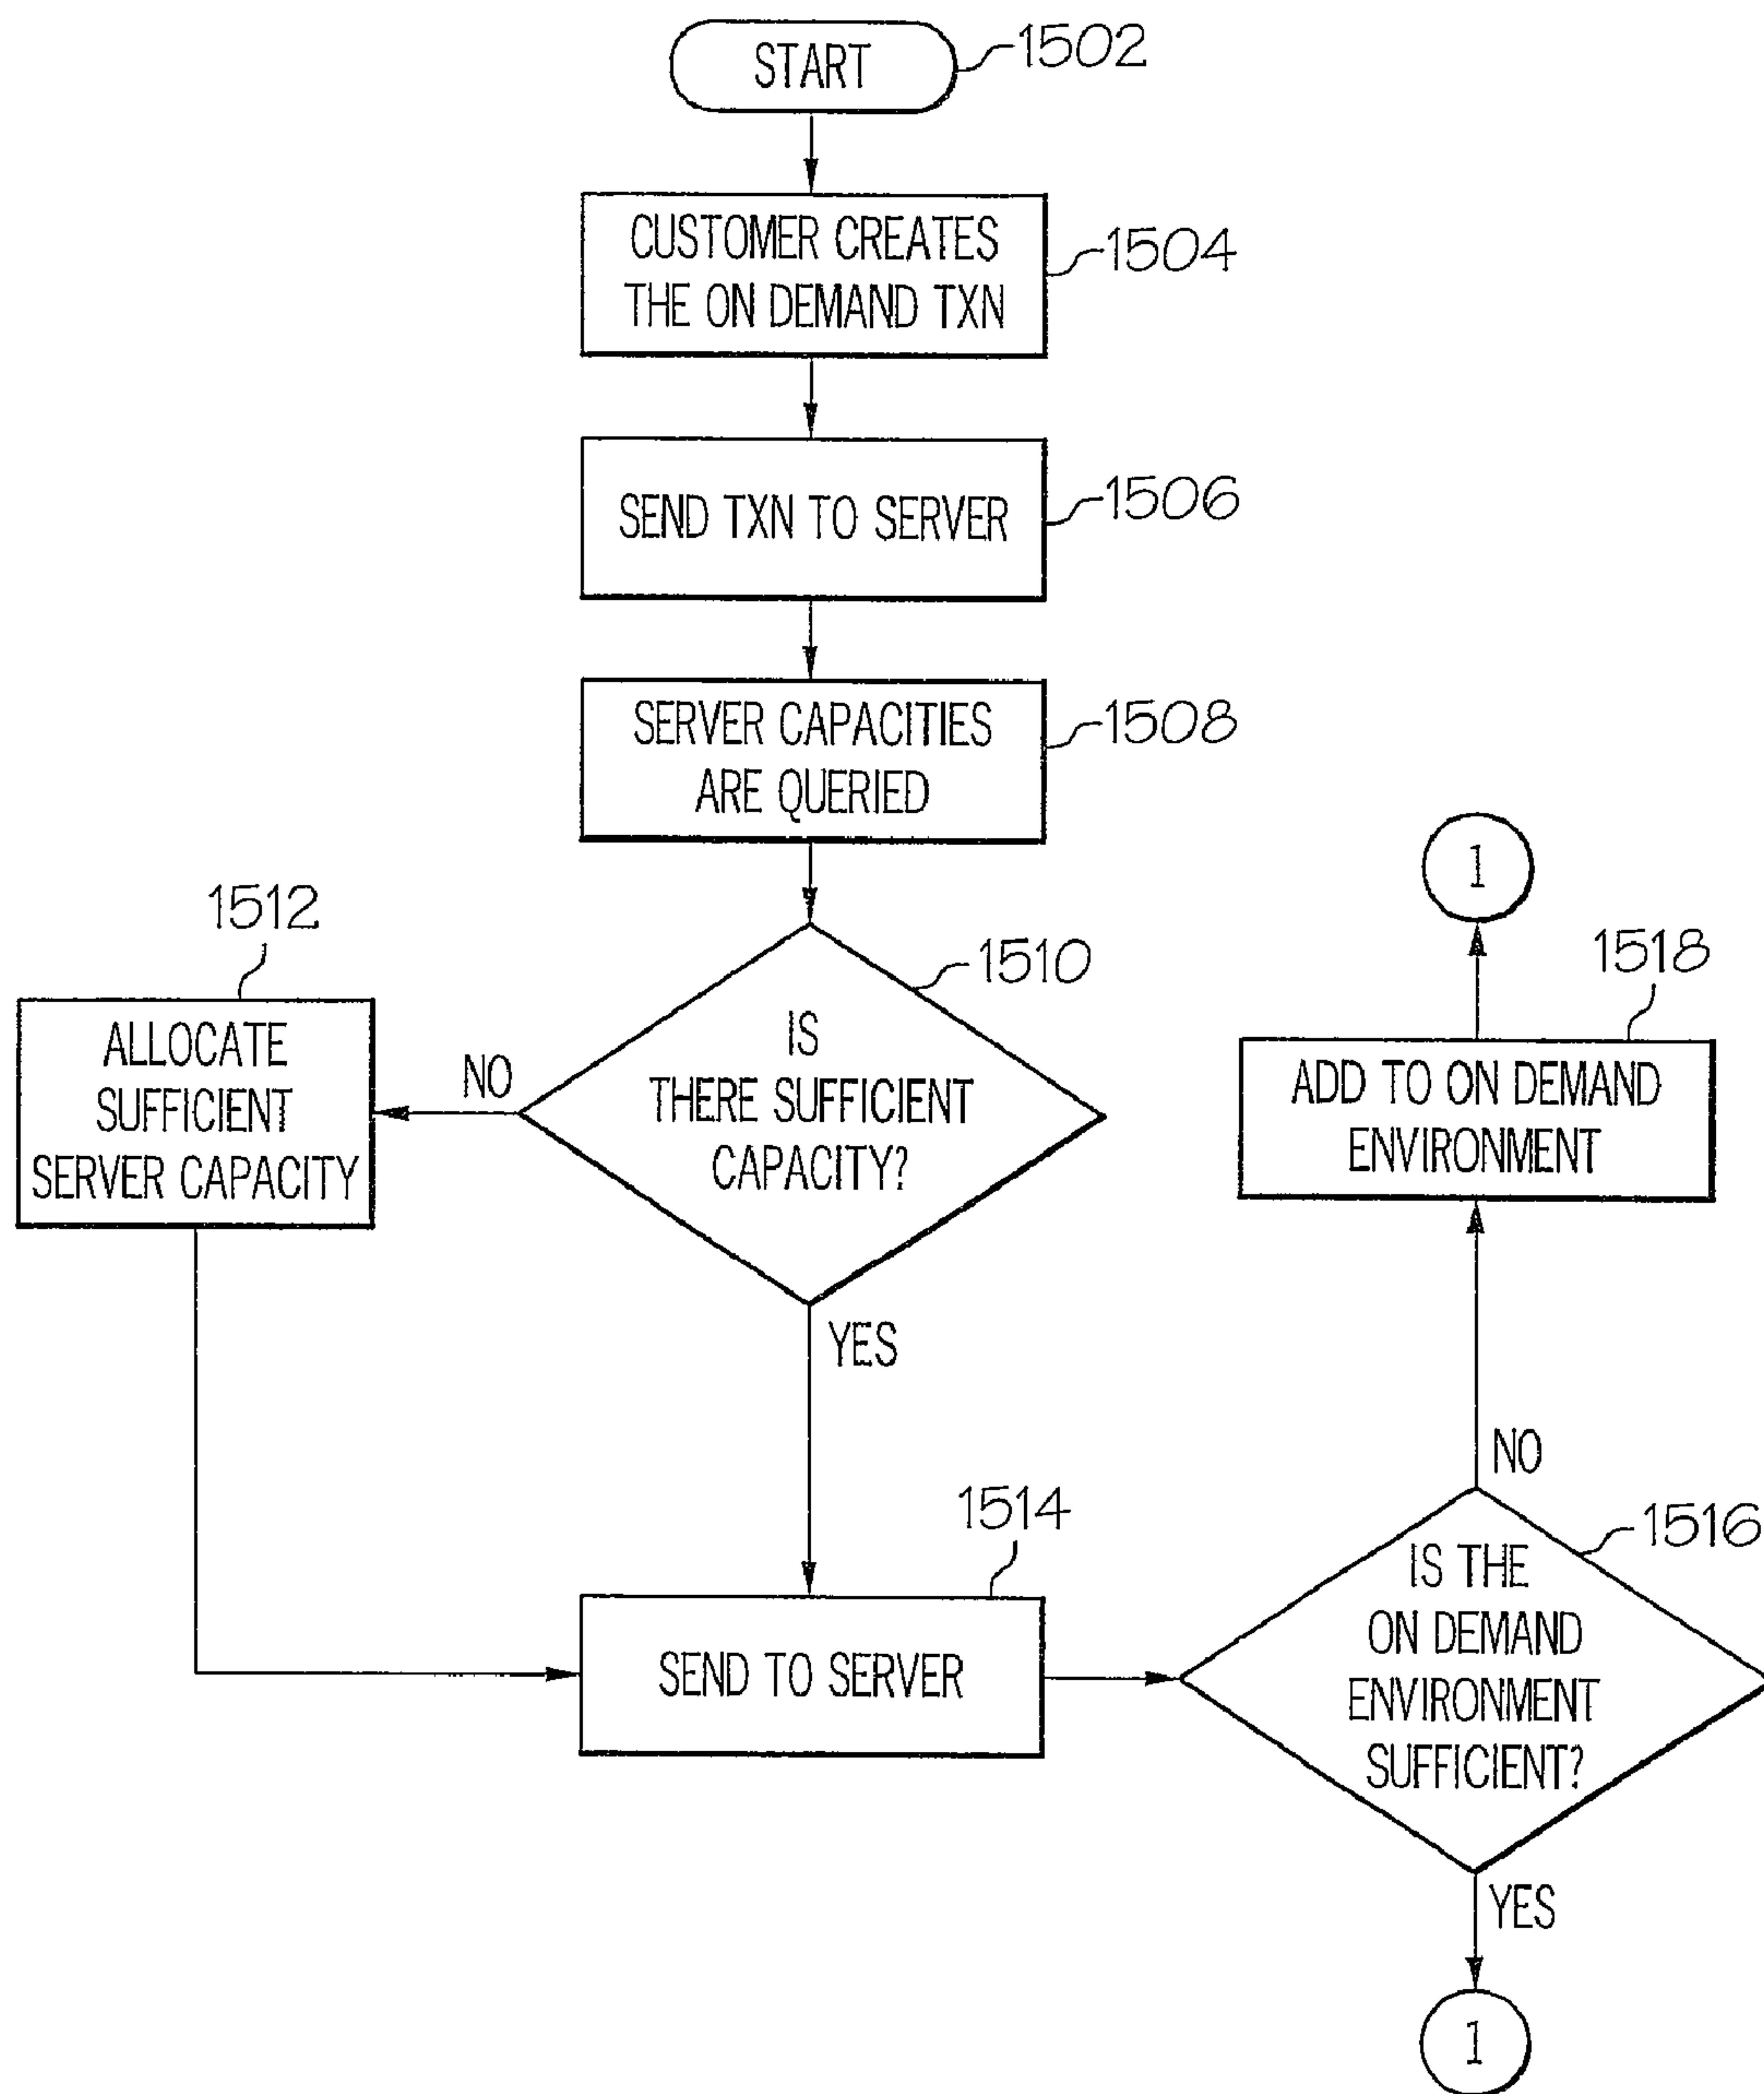 START
1502
CUSTOMER CREATES
THE ON DEMAND TXN
1504
SEND TXN TO SERVER
1506
SERVER CAPACITIES
ARE QUERIED
1508
IS
THERE SUFFICIENT
CAPACITY?
1510
NO
1512
ALLOCATE
SUFFICIENT
SERVER CAPACITY
YES
1514
SEND TO SERVER
1516
IS THE
ON DEMAND
ENVIRONMENT
SUFFICIENT?
NO
1518
ADD TO ON DEMAND
ENVIRONMENT
1
YES
1